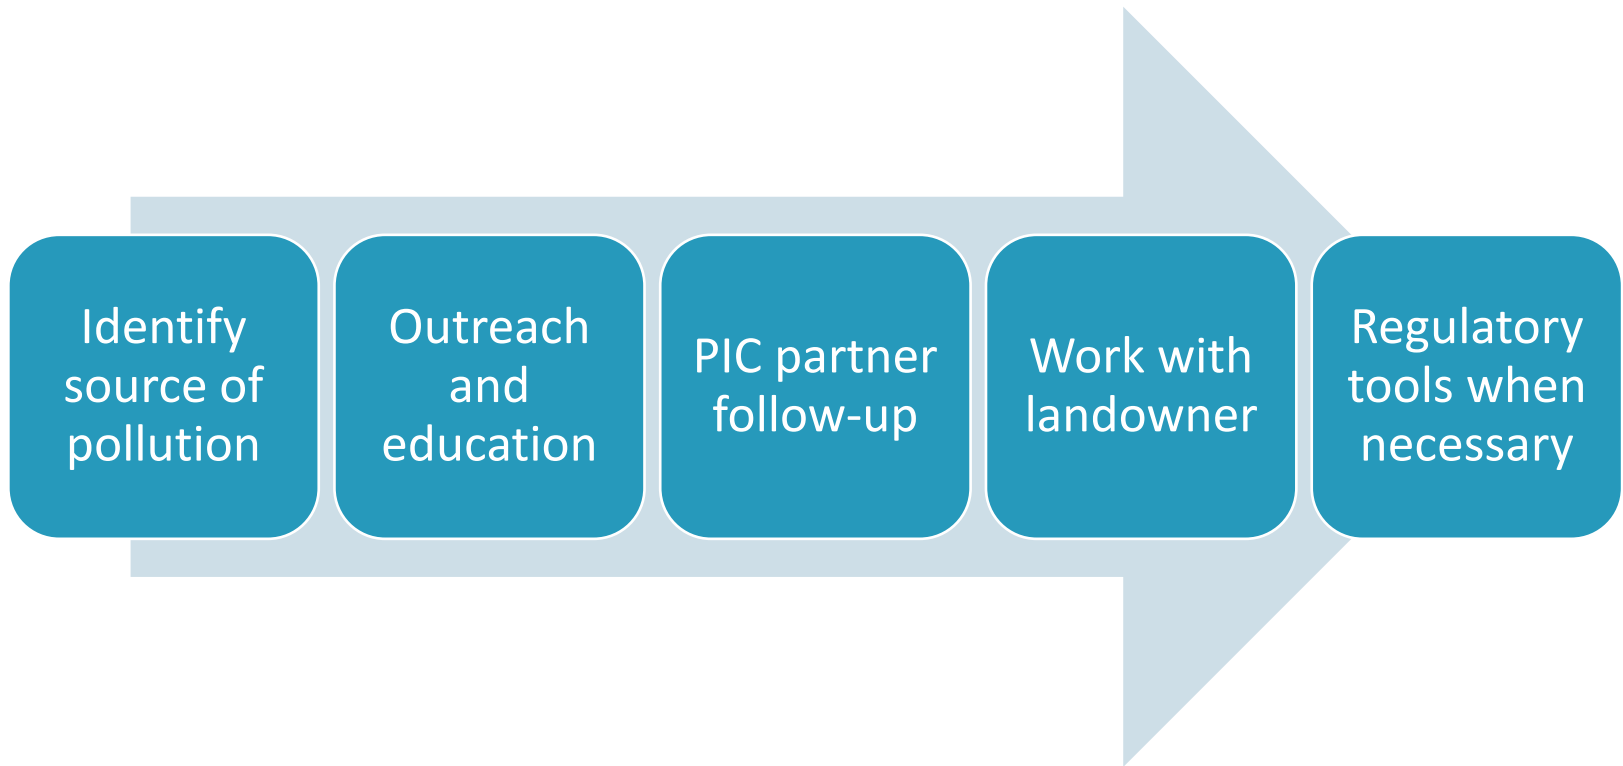 Identify
source of
pollution
Outreach
and
education
PIC partner
follow-up
Work with
landowner
Regulatory
tools when
necessary